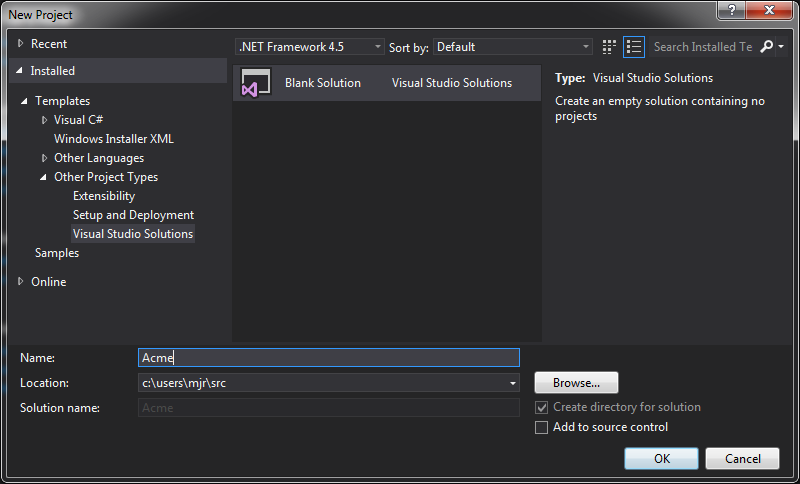 New Project
Recent
Installed
Templates
Visual C#
Windows Installer XML
Other Languages
Other Project Types
Extensibility
Setup and Deployment
Visual Studio Solutions
Samples
Online
.NET Framework 4.5 Sort by: Default Search Installed Te
Blank Solution Visual Studio Solutions
Type: Visual Studio Solutions
Create an empty solution containing no
projects
Name: Acme
Location: c:\users\mjr\src Browse...
Solution name: Acme Create directory for solution
Add to source control
OK Cancel